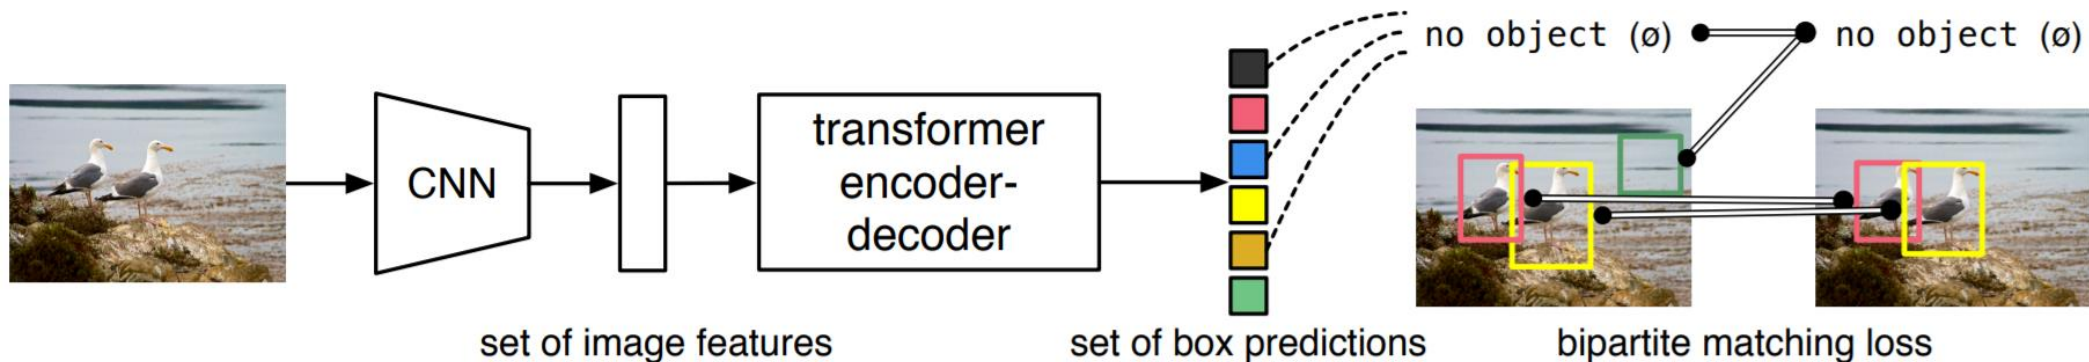 no object (ø)
no object (ø)
CNN
transformer
encoder-
decoder
set of image features
set of box predictions
bipartite matching loss